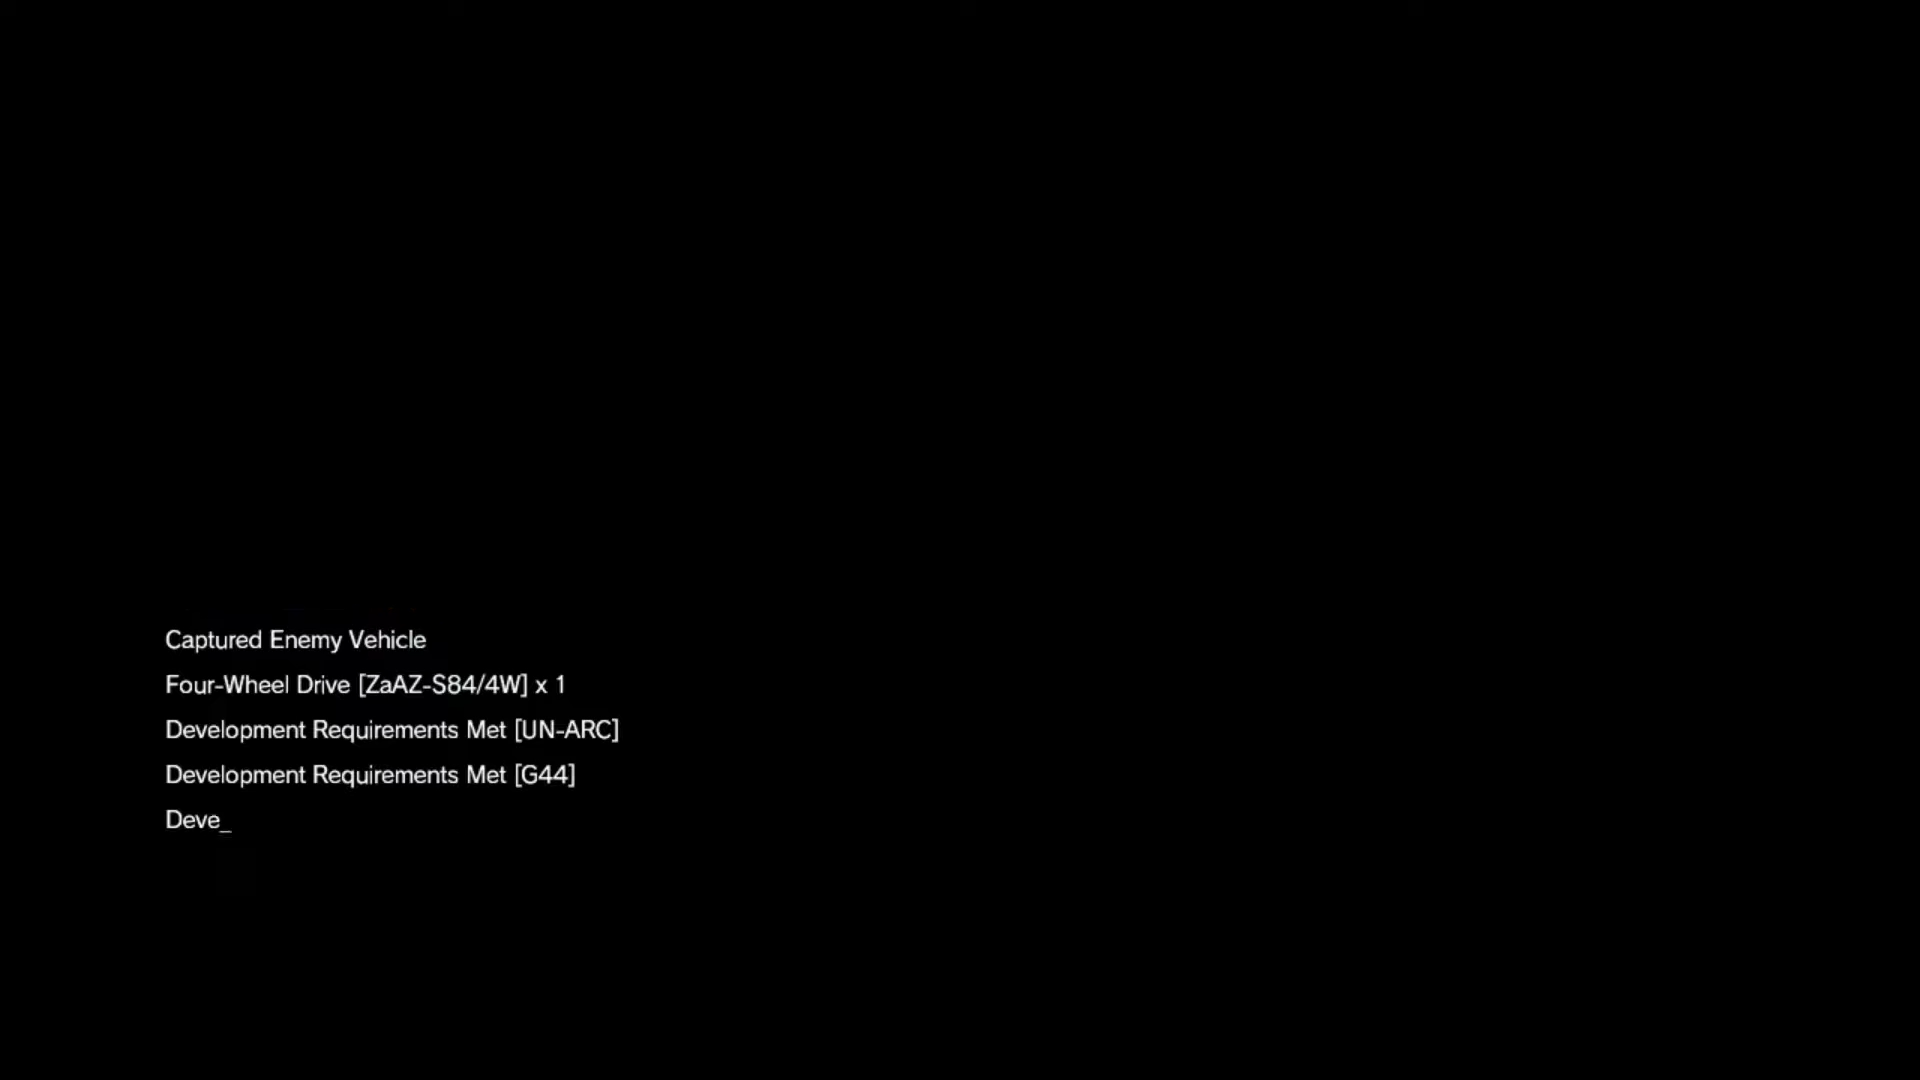 Captured Enemy Vehicle
Four-Wheel Drive [ZaAZ-S84/4W] x 1
Development Requirements Met [UN-ARC]
Development Requirements Met [G44]
Deve_